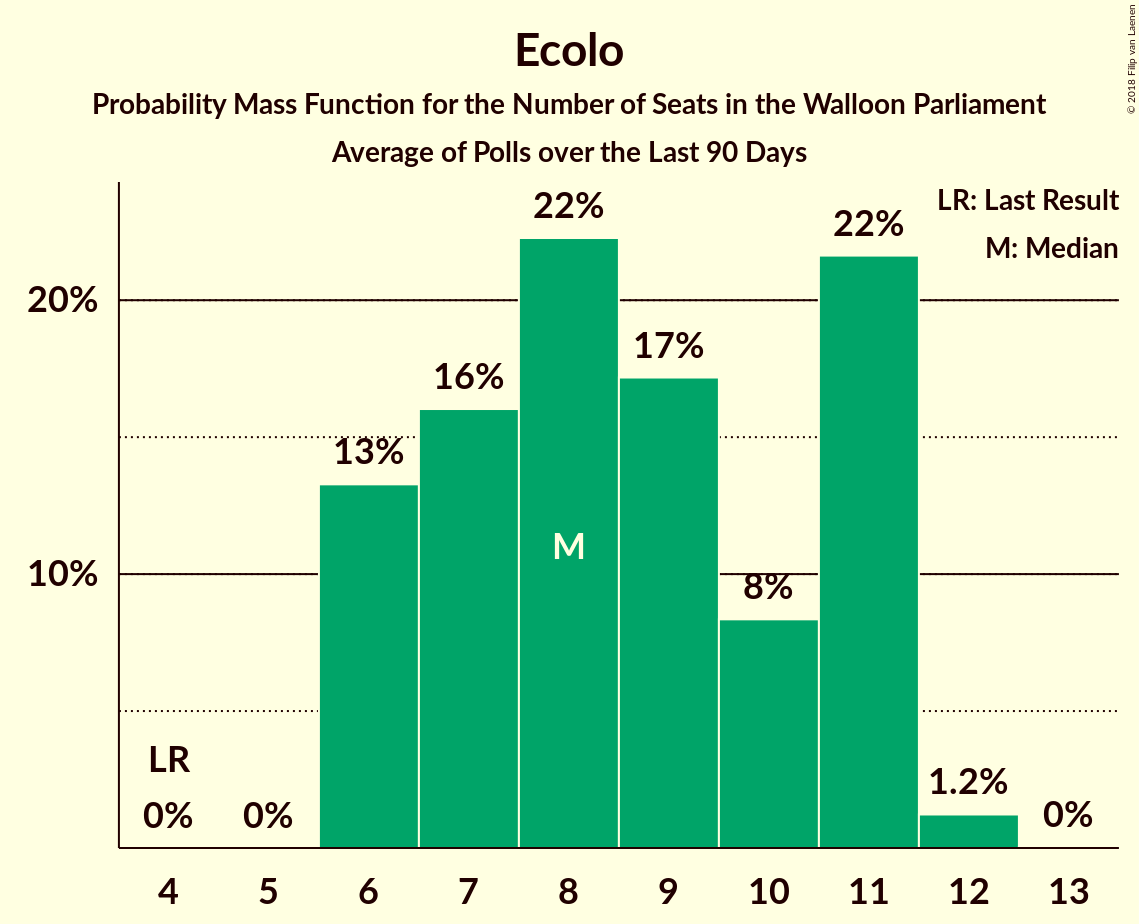 Ecolo
Probability Mass Function for the Number of Seats in the Walloon Parliament
Average of Polls over the Last 90 Days
© 2018 Filip van Laenen
LR: Last Result
M: Median
22%
22%
20%
17%
16%
13%
M
10%
8%
LR
1.2%
0%
0%
0%
4 5 6 7 8 9 10 11 12 13